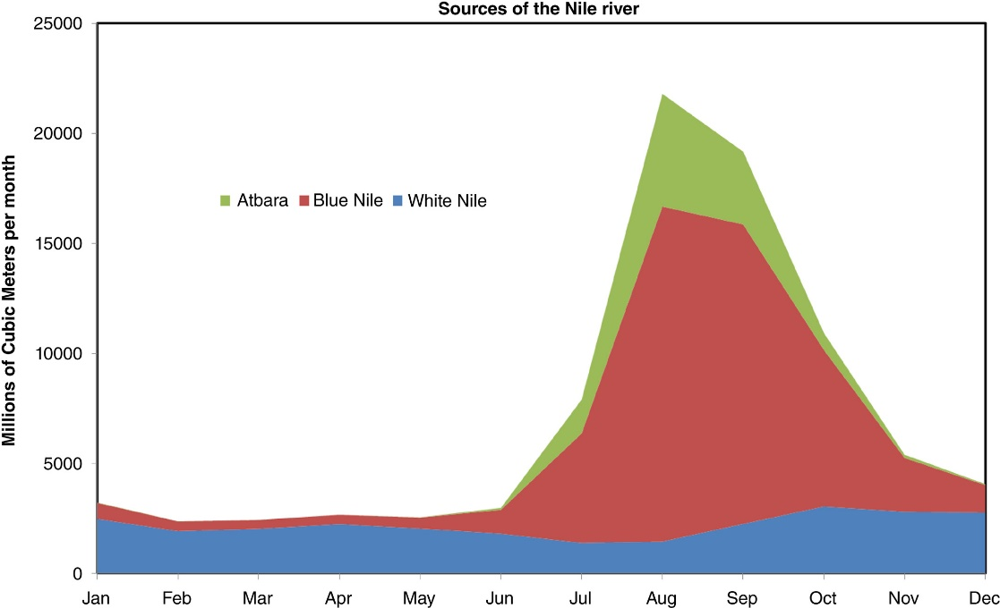 Sources of the Nile river
Millions of Cubic Meters per month
25000
20000
15000
10000
5000
0
Atbara Blue Nile White Nile
Jan Feb Mar Apr May Jun Jul Aug Sep Oct Nov Dec